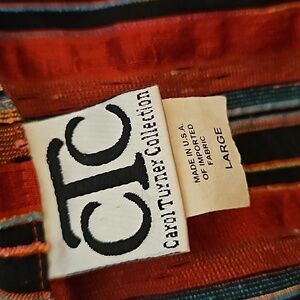 CTC
Carol Turner Collection
MADE IN U.S.A.
OF IMPORTED
FABRIC
LARGE